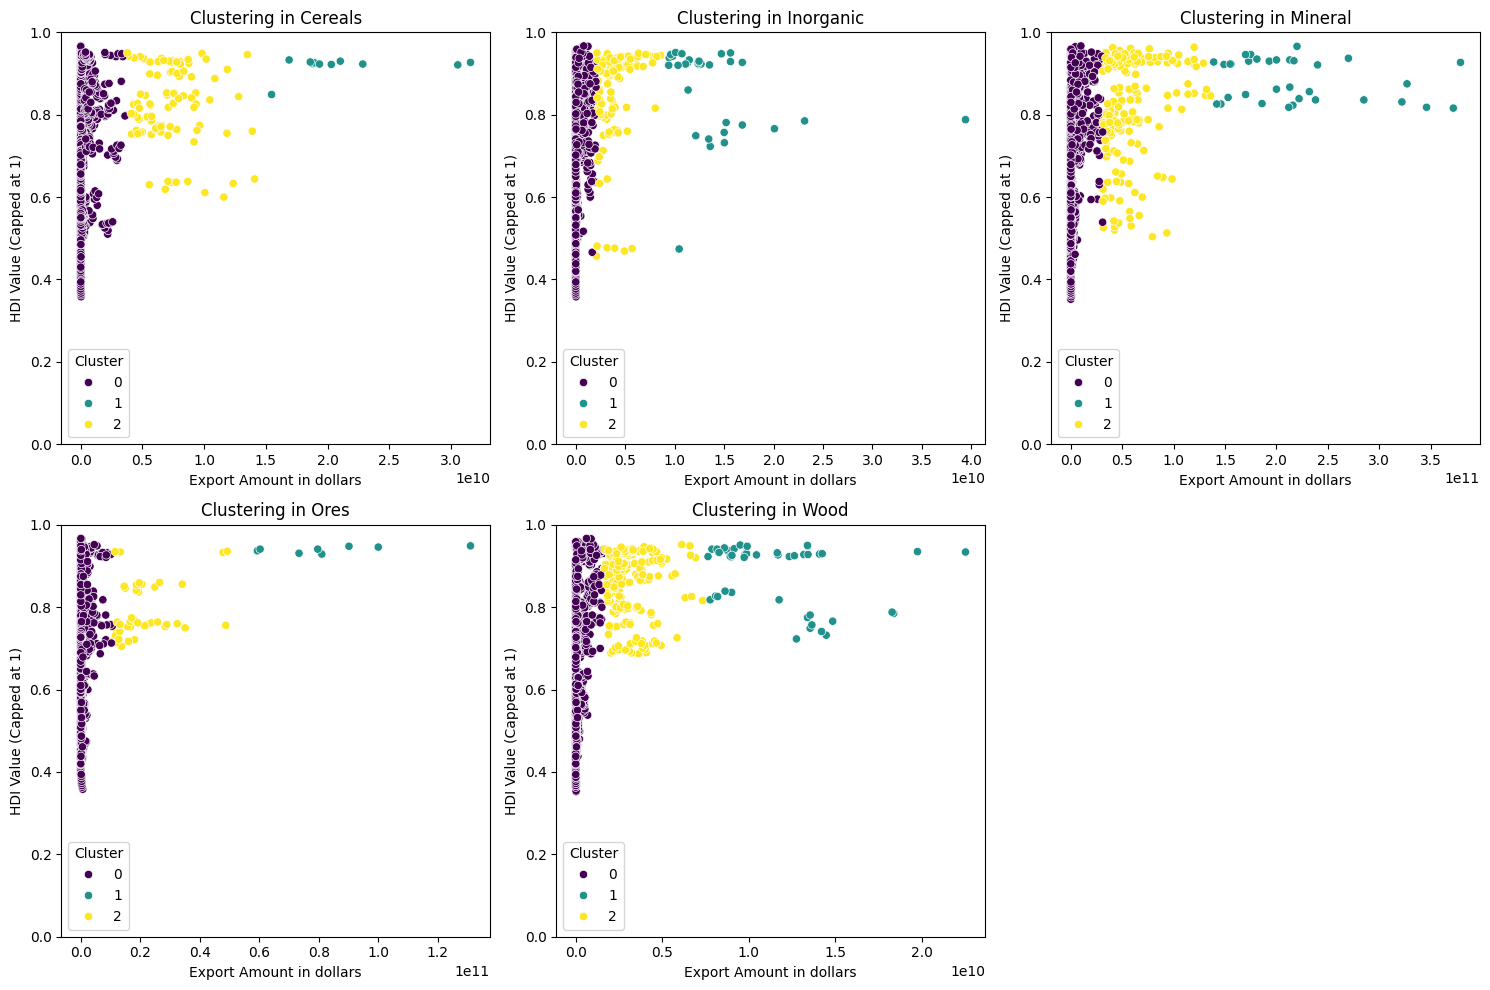 Clustering in Cereals
HDI Value (Capped at 1)
1.0
0.8
0.6
0.4
0.2
0.0
Cluster
0
1
2
0.0 0.5 1.0 1.5 2.0 2.5 3.0
1e10
Export Amount in dollars
Clustering in Inorganic
HDI Value (Capped at 1)
1.0
0.8
0.6
0.4
0.2
0.0
Cluster
0
1
2
0.0 0.5 1.0 1.5 2.0 2.5 3.0 3.5 4.0
1e10
Export Amount in dollars
Clustering in Mineral
HDI Value (Capped at 1)
1.0
0.8
0.6
0.4
0.2
0.0
Cluster
0
1
2
0.0 0.5 1.0 1.5 2.0 2.5 3.0 3.5
1e11
Export Amount in dollars
Clustering in Ores
HDI Value (Capped at 1)
1.0
0.8
0.6
0.4
0.2
0.0
Cluster
0
1
2
0.0 0.2 0.4 0.6 0.8 1.0 1.2
1e11
Export Amount in dollars
Clustering in Wood
HDI Value (Capped at 1)
1.0
0.8
0.6
0.4
0.2
0.0
Cluster
0
1
2
0.0 0.5 1.0 1.5 2.0
1e10
Export Amount in dollars